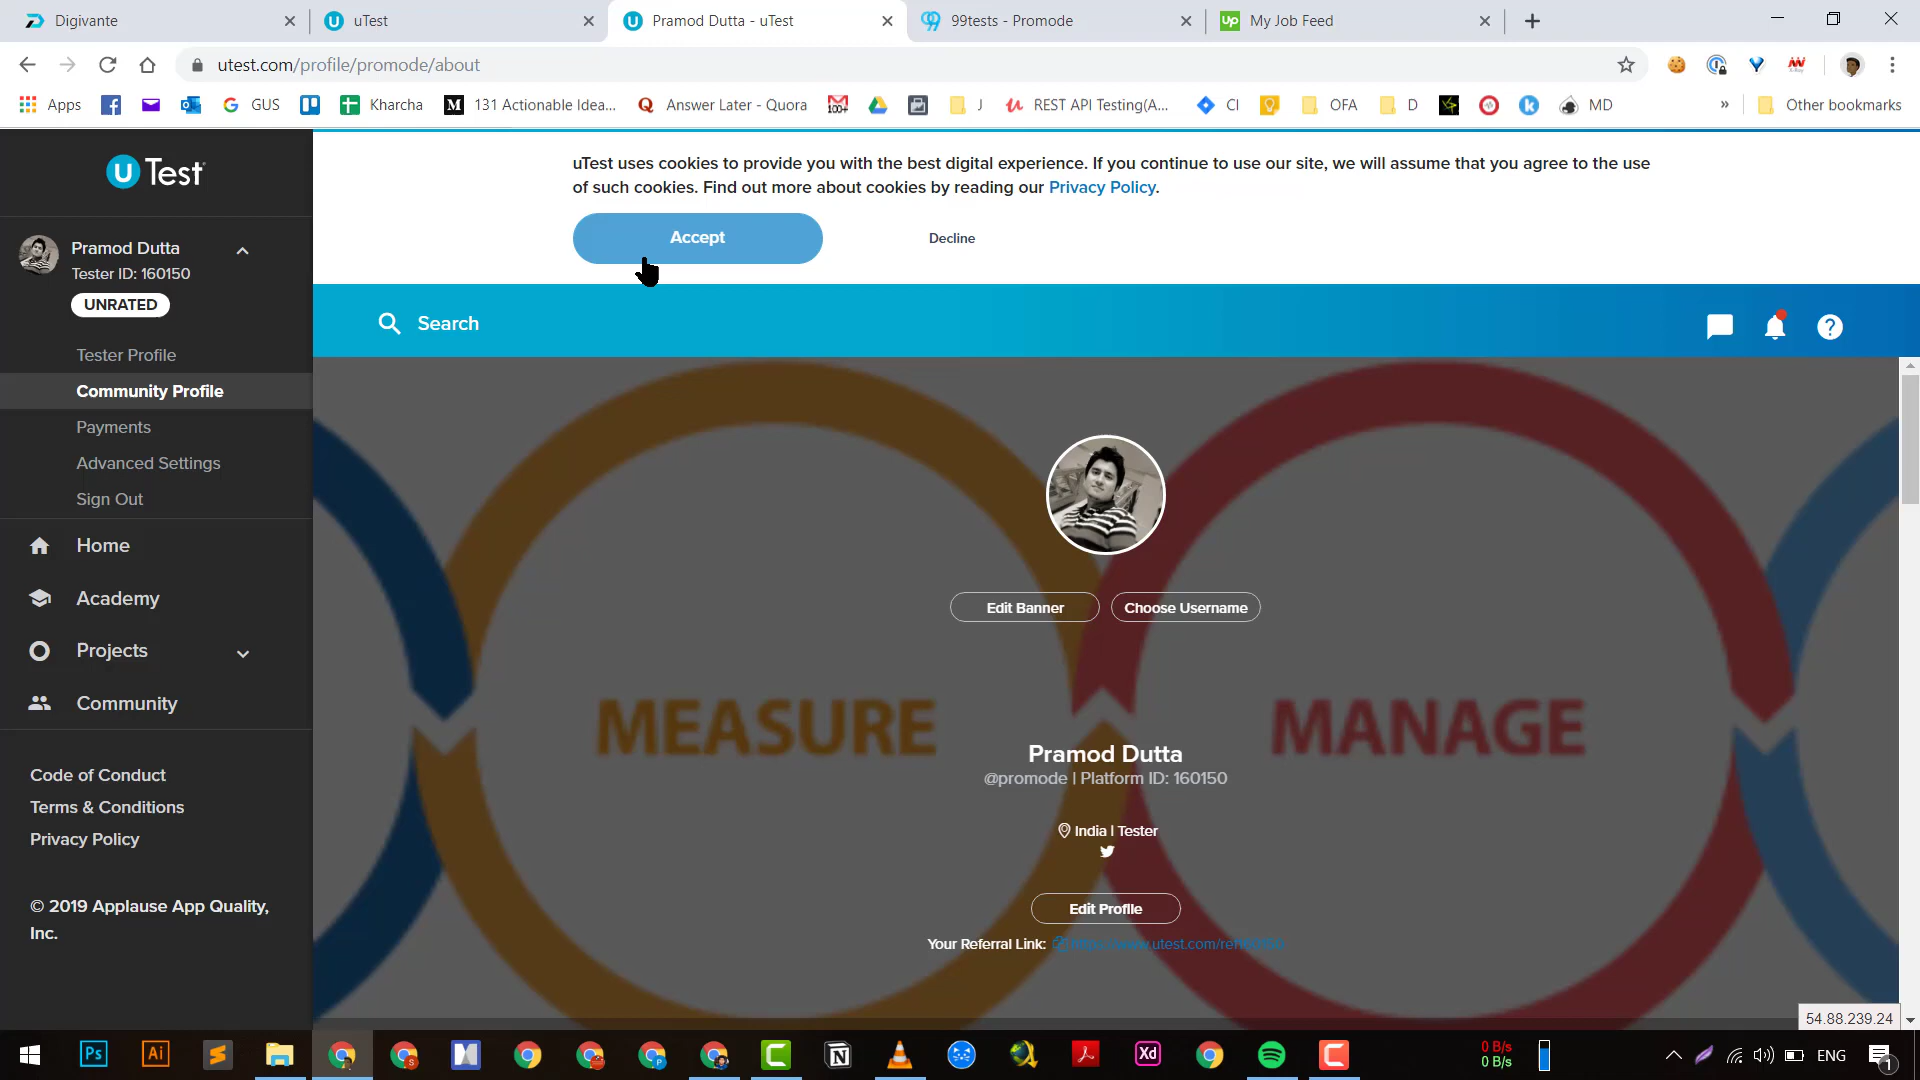 Digivante
uTest
Pramod Dutta - uTest
99tests - Promode
Up My Job Feed
utest.com/profile/promode/about
Apps
GUS
Kharcha
131 Actionable Idea...
Answer Later - Quora
100+
J
REST API Testing(A...
CI
OFA
D
MD
»
Other bookmarks
uTest
Pramod Dutta
Tester ID: 160150
UNRATED
Tester Profile
Community Profile
Payments
Advanced Settings
Sign Out
Home
Academy
Projects
Community
Code of Conduct
Terms & Conditions
Privacy Policy
© 2019 Applause App Quality,
Inc.
uTest uses cookies to provide you with the best digital experience. If you continue to use our site, we will assume that you agree to the use
of such cookies. Find out more about cookies by reading our Privacy Policy.
Accept
Decline
Search
Edit Banner
Choose Username
MEASURE
MANAGE
Pramod Dutta
@promode | Platform ID: 160150
India | Tester
Edit Profile
Your Referral Link:
54.88.239.24
Ps
Ai
Xd
0 B/s
0 B/s
ENG
1